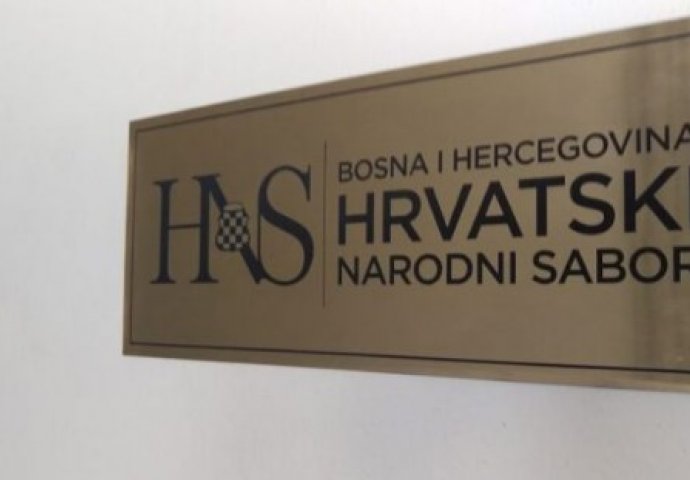 HNS
BOSNA I HERCEGOVINA
HRVATSKI
NARODNI SABOR